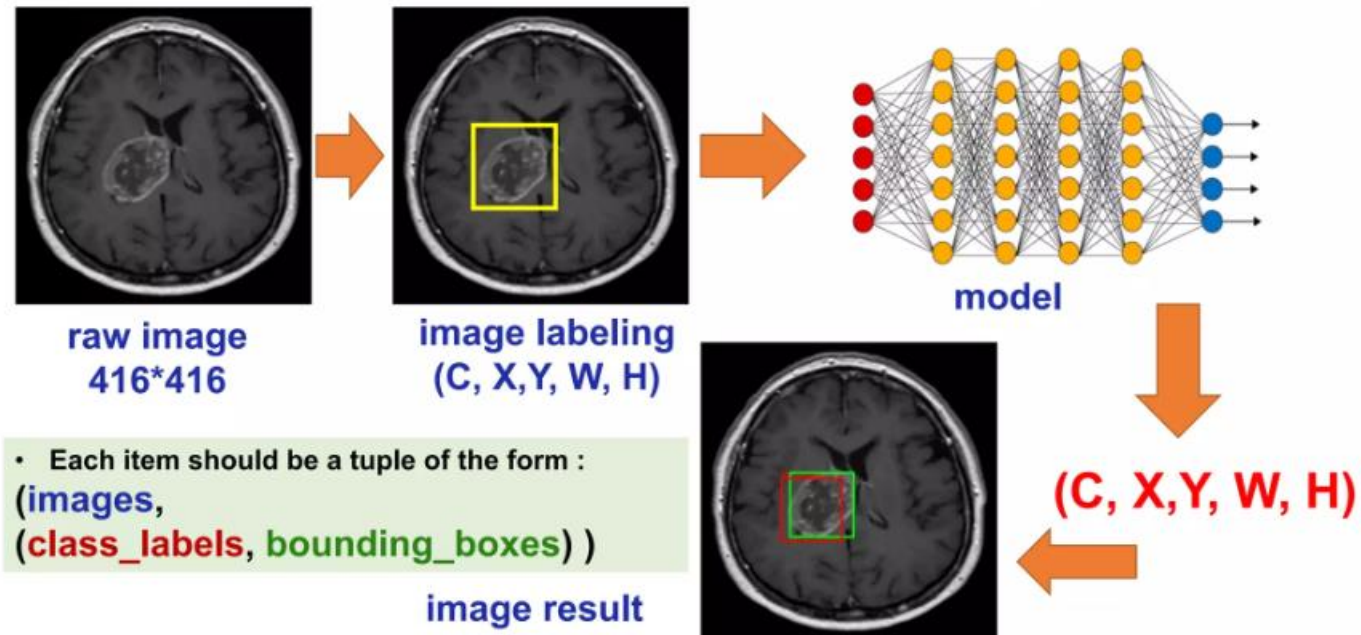 raw image
416*416
image labeling
(C, X,Y, W, H)
model
(C, X,Y, W, H)
• Each item should be a tuple of the form :
(images,
(class_labels, bounding_boxes) )
image result